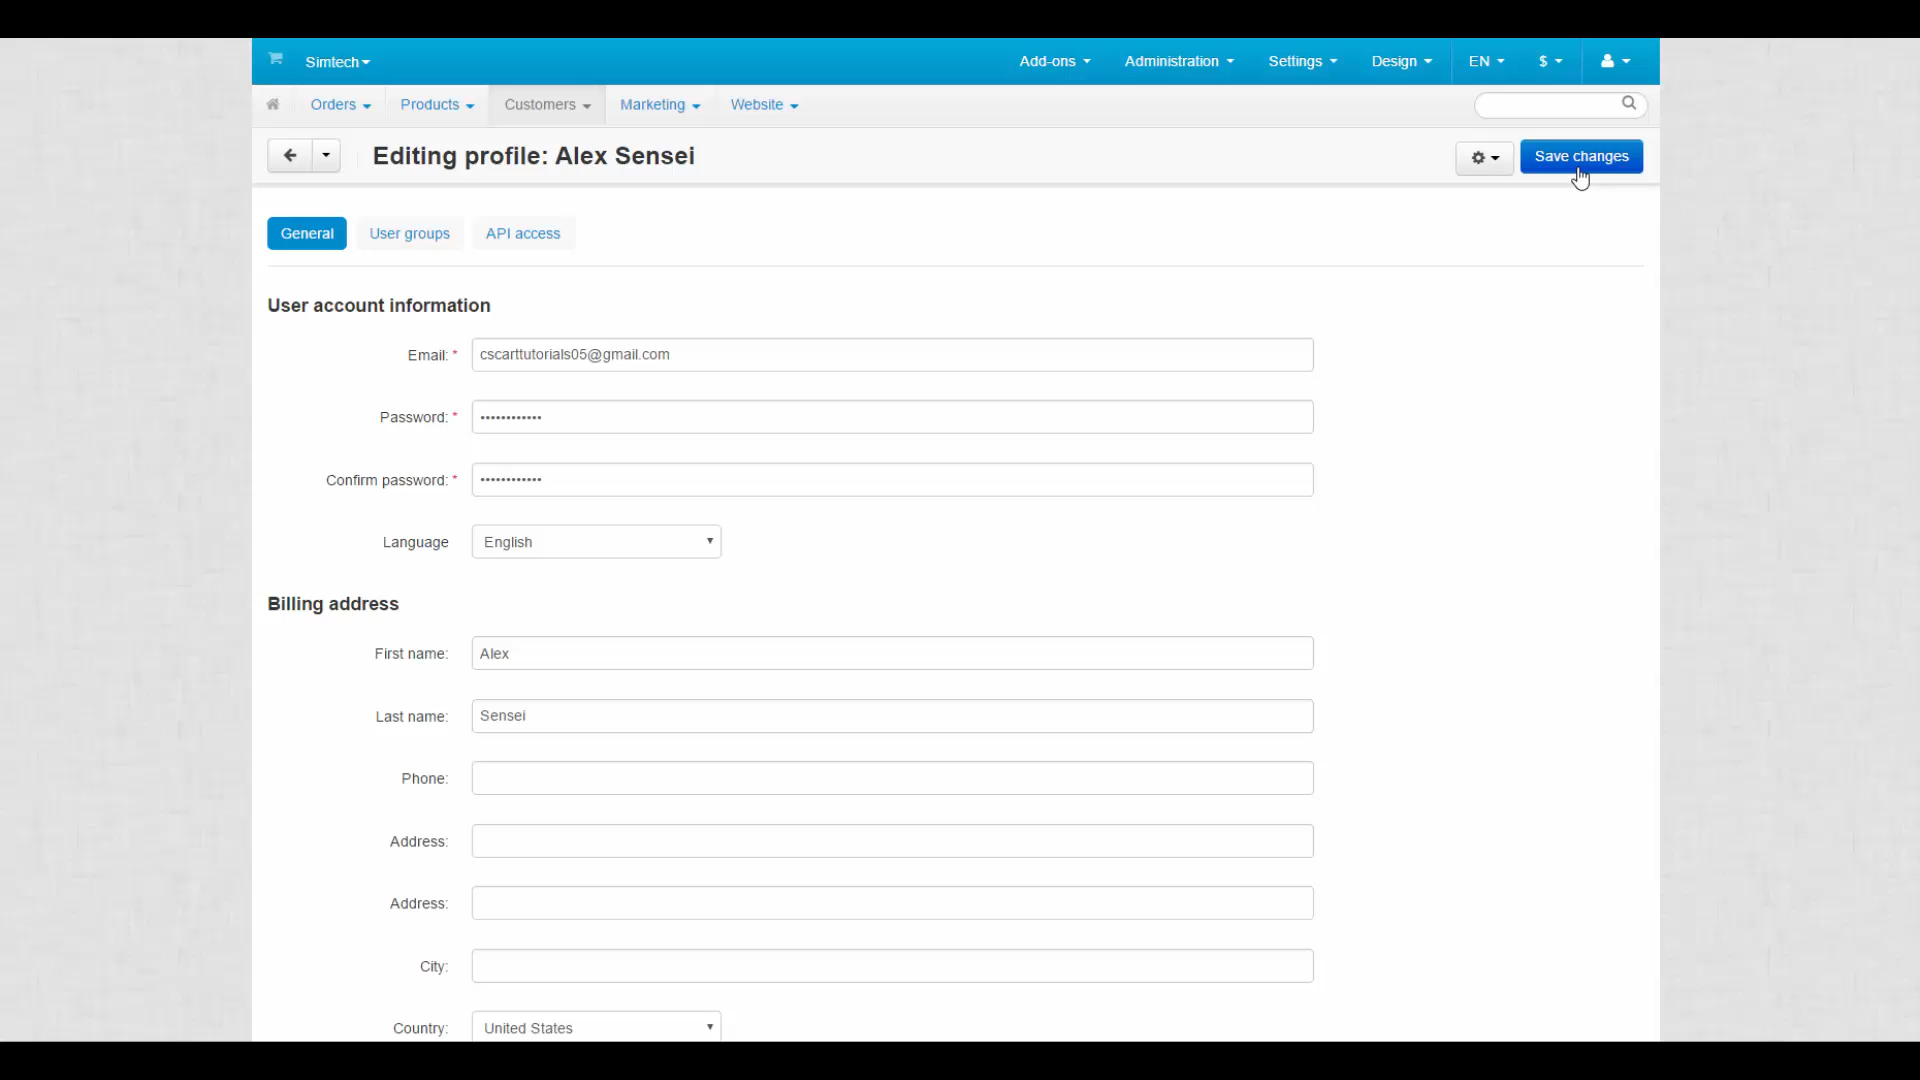 Simtech Add-ons Administration Settings Design EN $
Orders Products Customers Marketing Website
Editing profile: Alex Sensei Save changes
General User groups API access
User account information
Email: * cscarttutorials05@gmail.com
Password: * ••••••••••••
Confirm password: * ••••••••••••
Language English
Billing address
First name: Alex
Last name: Sensei
Phone:
Address:
Address:
City:
Country: United States